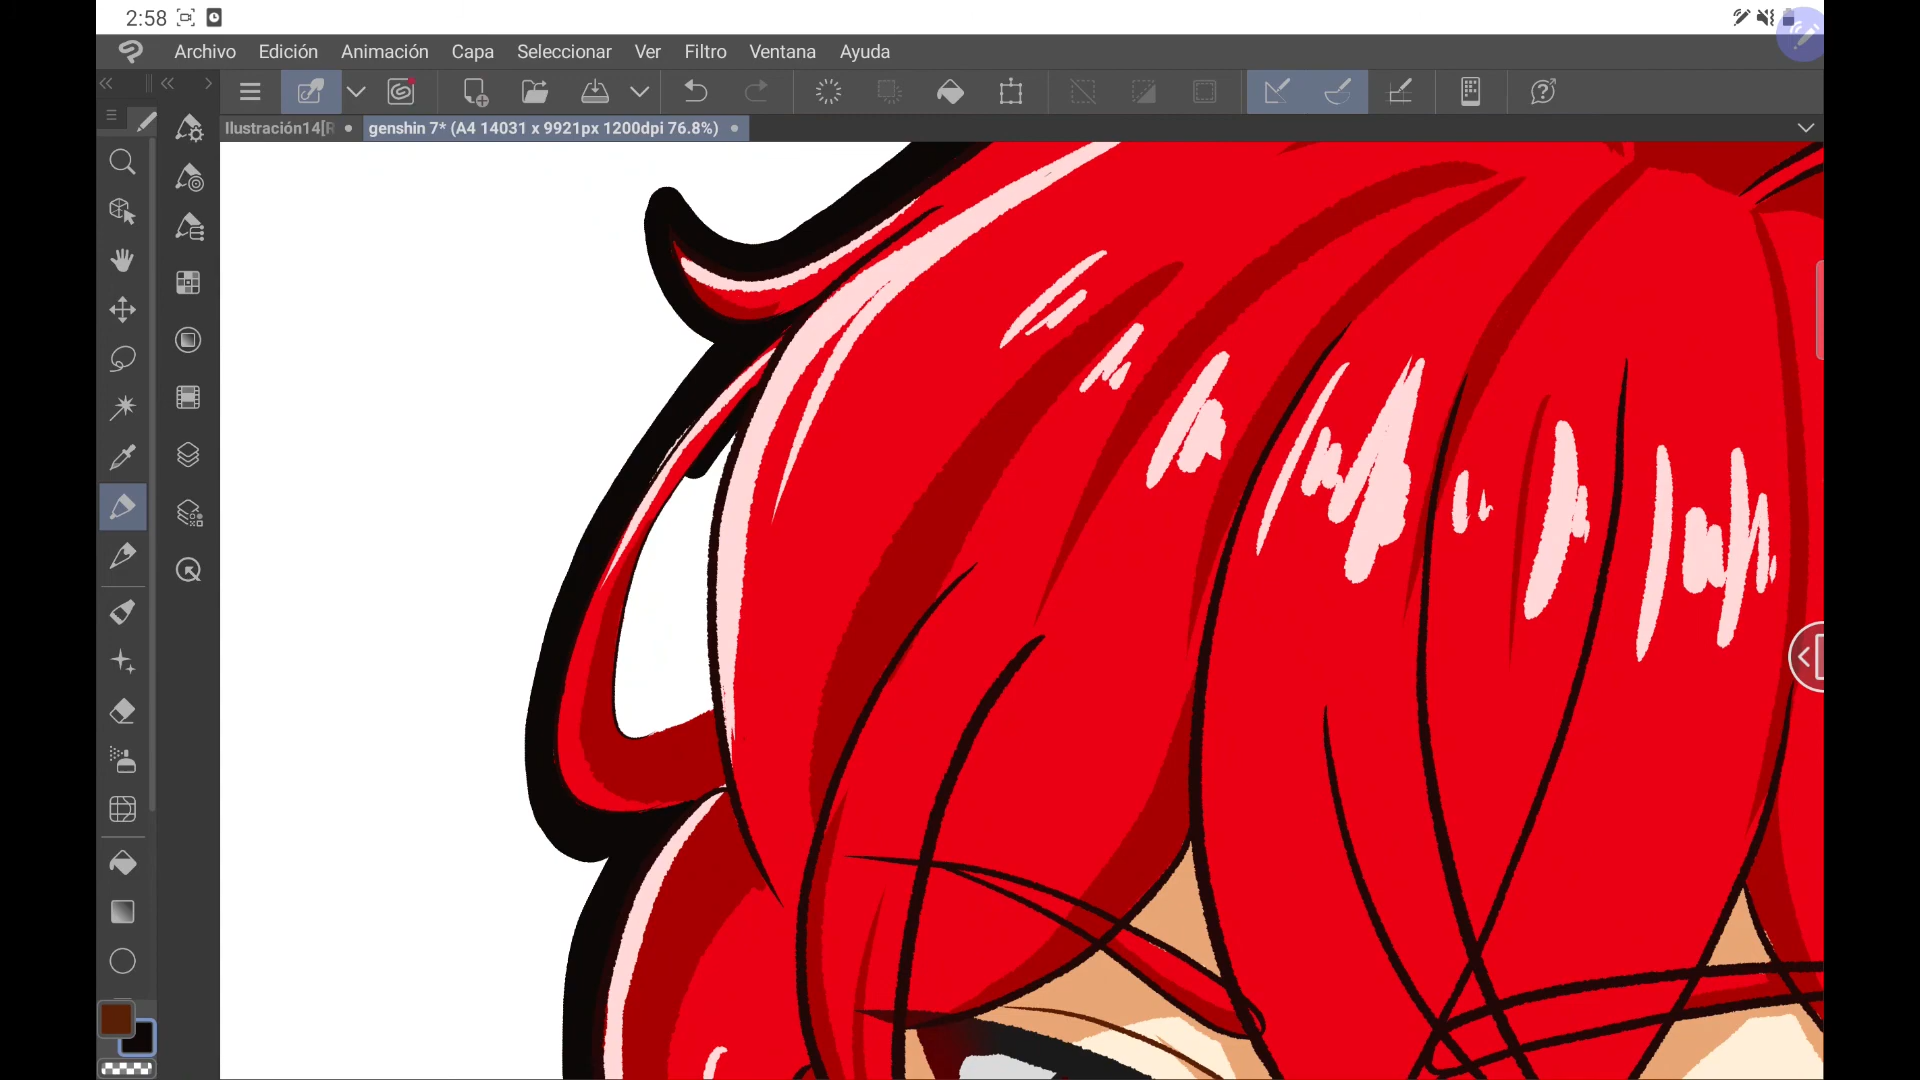 2:58
Archivo Edición Animación Capa Seleccionar Ver Filtro Ventana Ayuda
Ilustración14[R genshin 7* (A4 14031 x 9921px 1200dpi 76.8%)